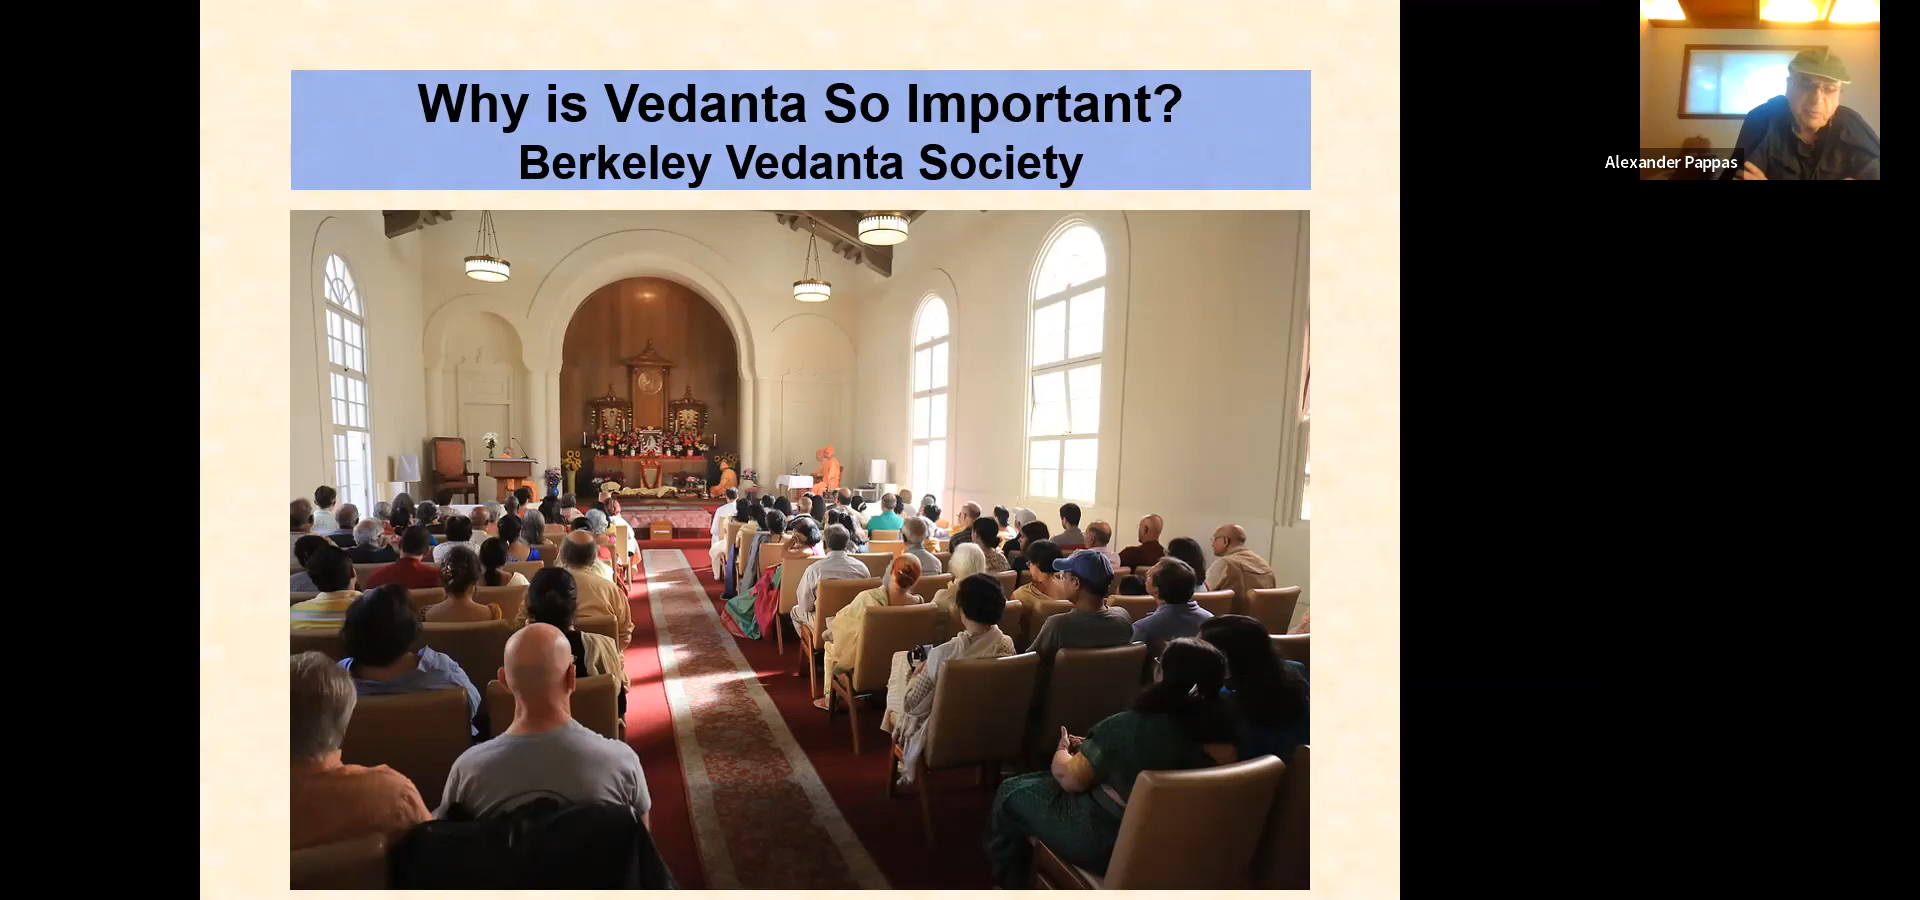 Why is Vedanta So Important?
Berkeley Vedanta Society
Alexander Pappas